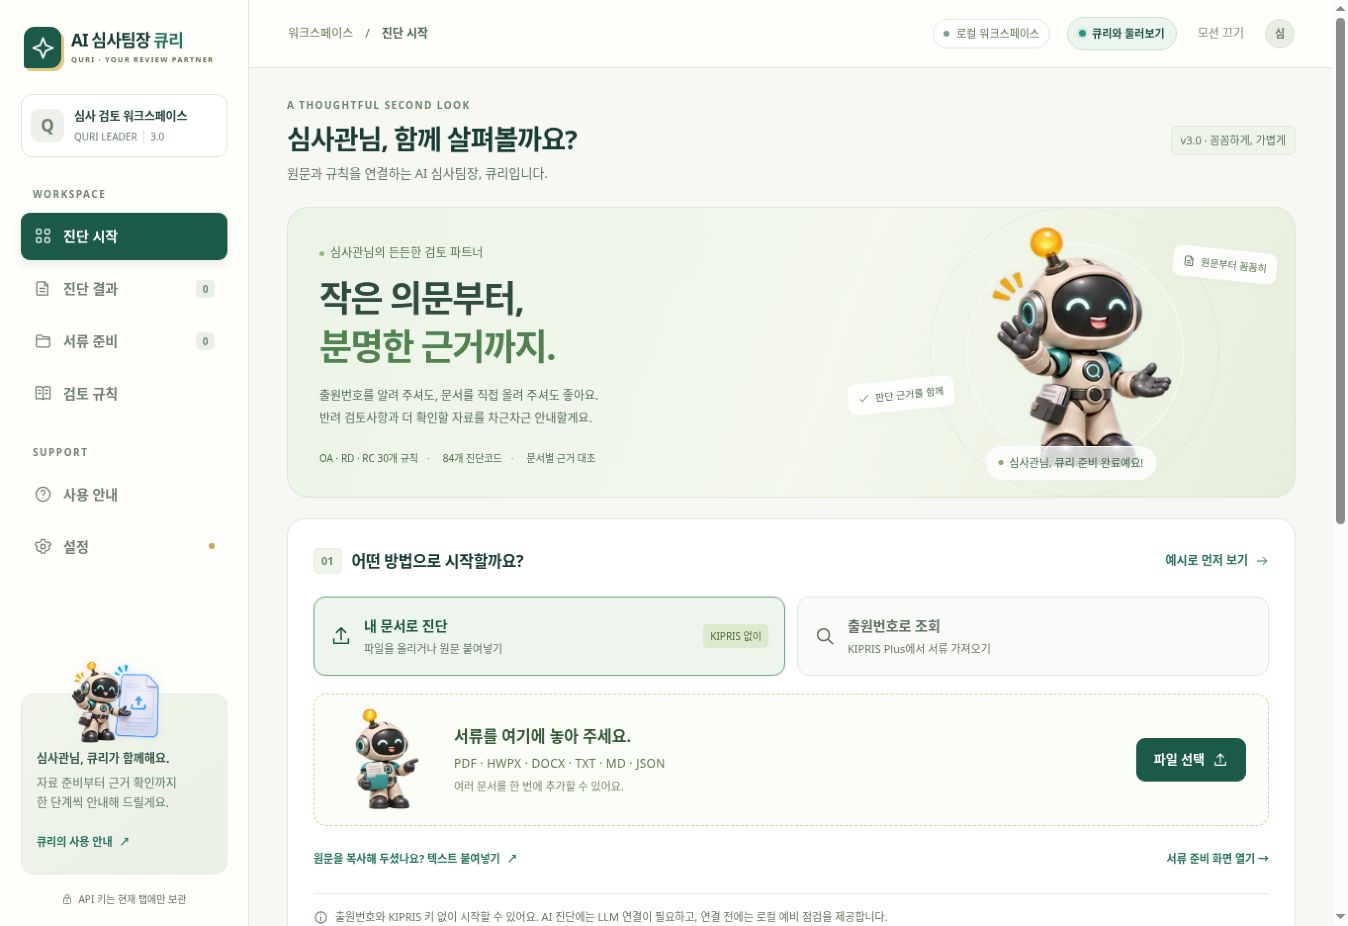 AI 심사팀장 큐리
QURI · YOUR REVIEW PARTNER
Q
심사 검토 워크스페이스
QURI LEADER | 3.0
WORKSPACE
진단 시작
진단 결과 0
서류 준비 0
검토 규칙
SUPPORT
사용 안내
설정
심사관님, 큐리가 함께해요.
자료 준비부터 근거 확인까지
한 단계씩 안내해 드릴게요.
큐리의 사용 안내 ↗
API 키는 현재 탭에만 보관
워크스페이스 / 진단 시작
로컬 워크스페이스
큐리와 둘러보기
모션 끄기
심
A THOUGHTFUL SECOND LOOK
심사관님, 함께 살펴볼까요?
원문과 규칙을 연결하는 AI 심사팀장, 큐리입니다.
v3.0 · 꼼꼼하게, 가볍게
심사관님의 든든한 검토 파트너
작은 의문부터,
분명한 근거까지.
출원번호를 알려 주셔도, 문서를 직접 올려 주셔도 좋아요.
반려 검토사항과 더 확인할 자료를 차근차근 안내할게요.
OA · RD · RC 30개 규칙 · 84개 진단코드 · 문서별 근거 대조
원문부터 꼼꼼히
판단 근거를 함께
심사관님, 큐리 준비 완료예요!
01 어떤 방법으로 시작할까요?
예시로 먼저 보기 →
내 문서로 진단
파일을 올리거나 원문 붙여넣기
KIPRIS 없이
출원번호로 조회
KIPRIS Plus에서 서류 가져오기
서류를 여기에 놓아 주세요.
PDF · HWPX · DOCX · TXT · MD · JSON
여러 문서를 한 번에 추가할 수 있어요.
파일 선택
원문을 복사해 두셨나요? 텍스트 붙여넣기 ↗
서류 준비 화면 열기 →
출원번호와 KIPRIS 키 없이 시작할 수 있어요. AI 진단에는 LLM 연결이 필요하고, 연결 전에는 로컬 예비 점검을 제공합니다.